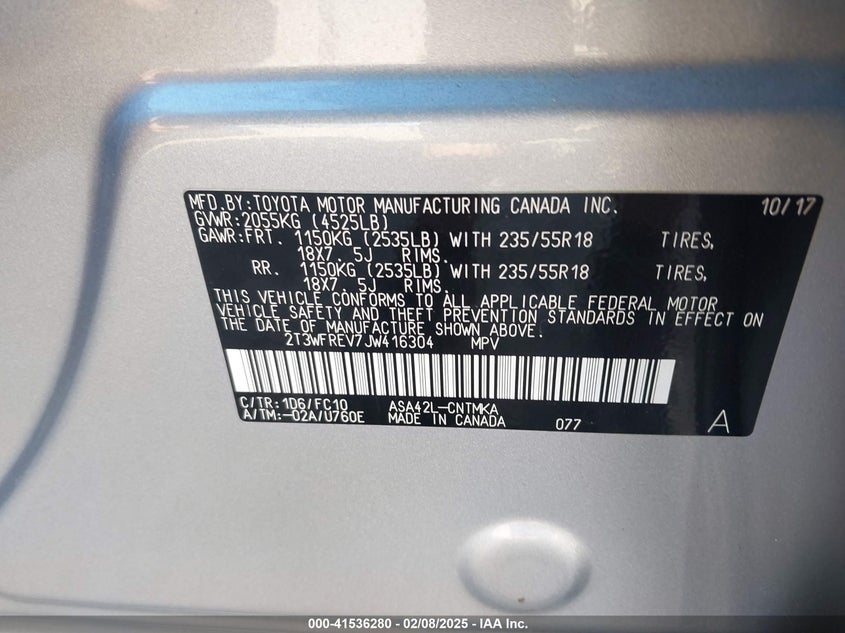 MFD.BY:TOYOTA MOTOR MANUFACTURING CANADA INC. 10/17
GVWR:2055KG (4525LB)
GAWR:FRT. 1150KG (2535LB) WITH 235/55R18 TIRES,
18X7.5J RIMS.
RR. 1150KG (2535LB) WITH 235/55R18 TIRES,
18X7.5J RIMS.
THIS VEHICLE CONFORMS TO ALL APPLICABLE FEDERAL MOTOR
VEHICLE SAFETY AND THEFT PREVENTION STANDARDS IN EFFECT ON
THE DATE OF MANUFACTURE SHOWN ABOVE.
2T3WFREV7JW416304 MPV
C/TR:1D6/FC10 ASA42L-CNTMKA
A/TM:-02A/U760E MADE IN CANADA 077 A
000-41536280 - 02/08/2025 - IAA Inc.